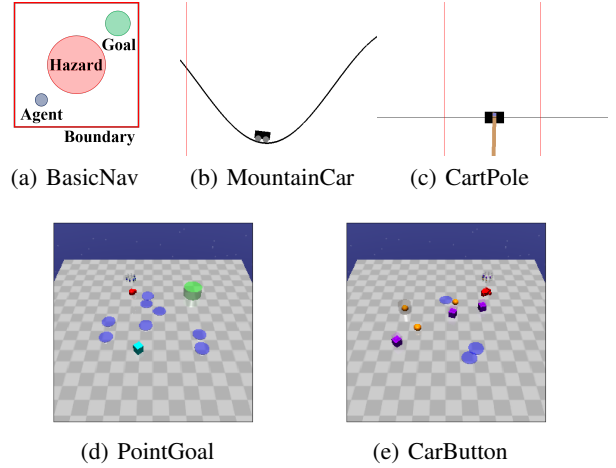 Goal
Hazard
Agent
Boundary
(a) BasicNav
(b) MountainCar
(c) CartPole
(d) PointGoal
(e) CarButton